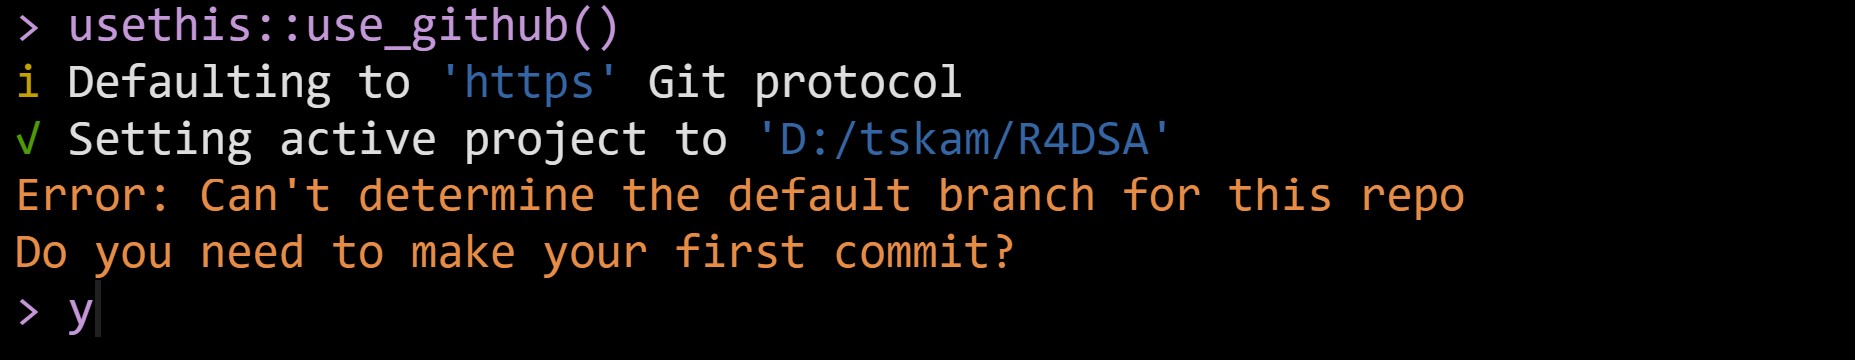 > usethis::use_github()
i Defaulting to 'https' Git protocol
√ Setting active project to 'D:/tskam/R4DSA'
Error: Can't determine the default branch for this repo
Do you need to make your first commit?
> y